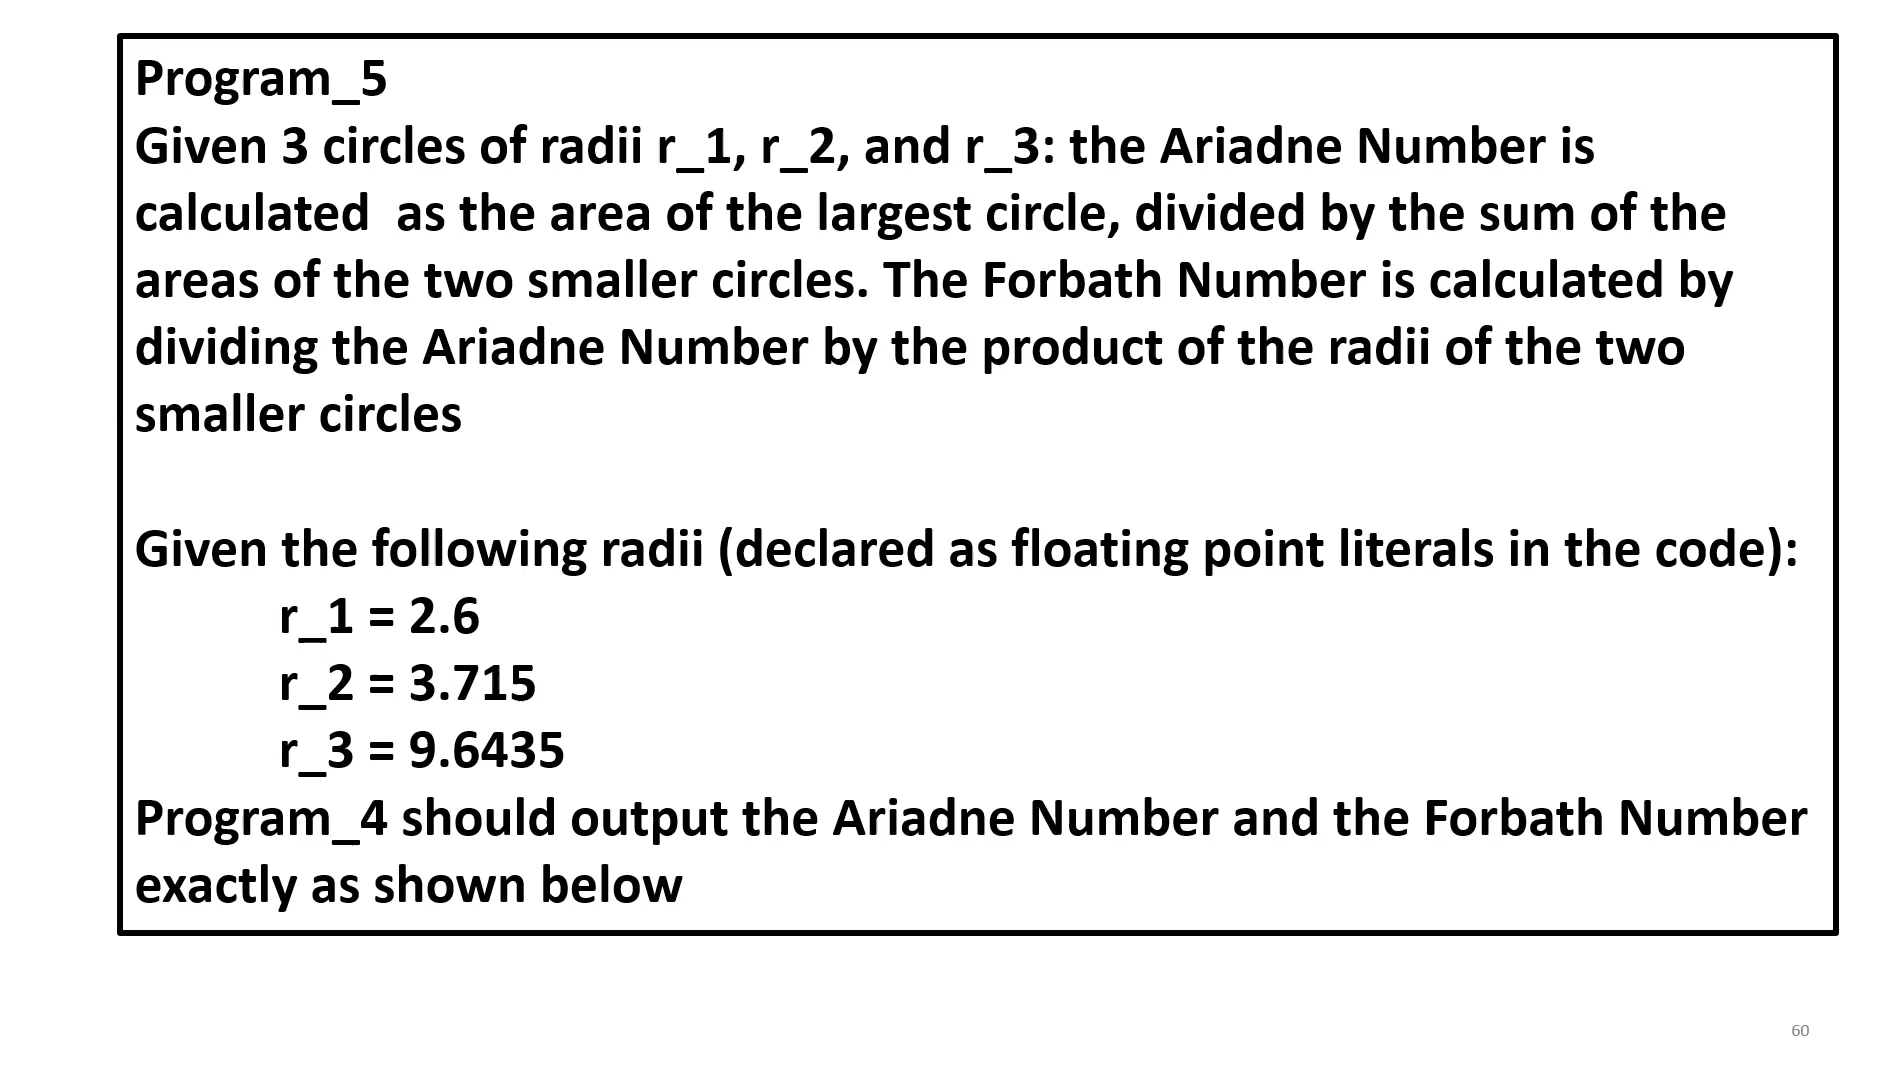 Program_5
Given 3 circles of radii r_1, r_2, and r_3: the Ariadne Number is
calculated  as the area of the largest circle, divided by the sum of the
areas of the two smaller circles. The Forbath Number is calculated by
dividing the Ariadne Number by the product of the radii of the two
smaller circles
Given the following radii (declared as floating point literals in the code):
r_1 = 2.6
r_2 = 3.715
r_3 = 9.6435
Program_4 should output the Ariadne Number and the Forbath Number
exactly as shown below
60